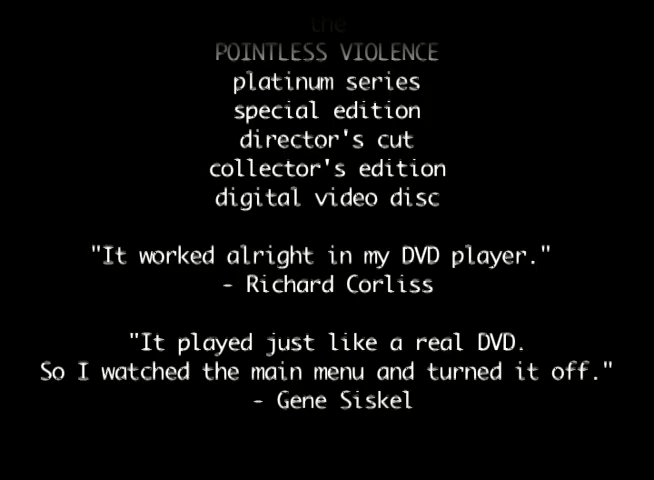 the
POINTLESS VIOLENCE
platinum series
special edition
director's cut
collector's edition
digital video disc
"It worked alright in my DVD player."
- Richard Corliss
"It played just like a real DVD.
So I watched the main menu and turned it off."
- Gene Siskel